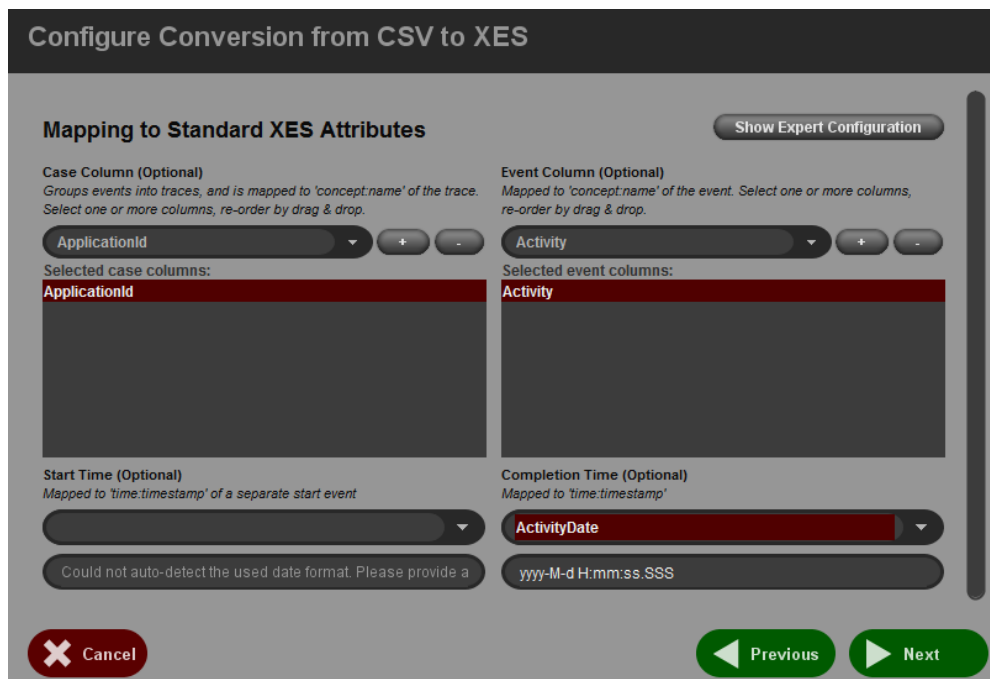 Configure Conversion from CSV to XES
Mapping to Standard XES Attributes
Show Expert Configuration
Case Column (Optional)
Groups events into traces, and is mapped to 'concept:name' of the trace.
Select one or more columns, re-order by drag & drop.
ApplicationId
+
-
Selected case columns:
ApplicationId
Event Column (Optional)
Mapped to 'concept:name' of the event. Select one or more columns,
re-order by drag & drop.
Activity
+
-
Selected event columns:
Activity
Start Time (Optional)
Mapped to 'time:timestamp' of a separate start event
Could not auto-detect the used date format. Please provide a
Completion Time (Optional)
Mapped to 'time:timestamp'
ActivityDate
yyyy-M-d H:mm:ss.SSS
Cancel
Previous
Next